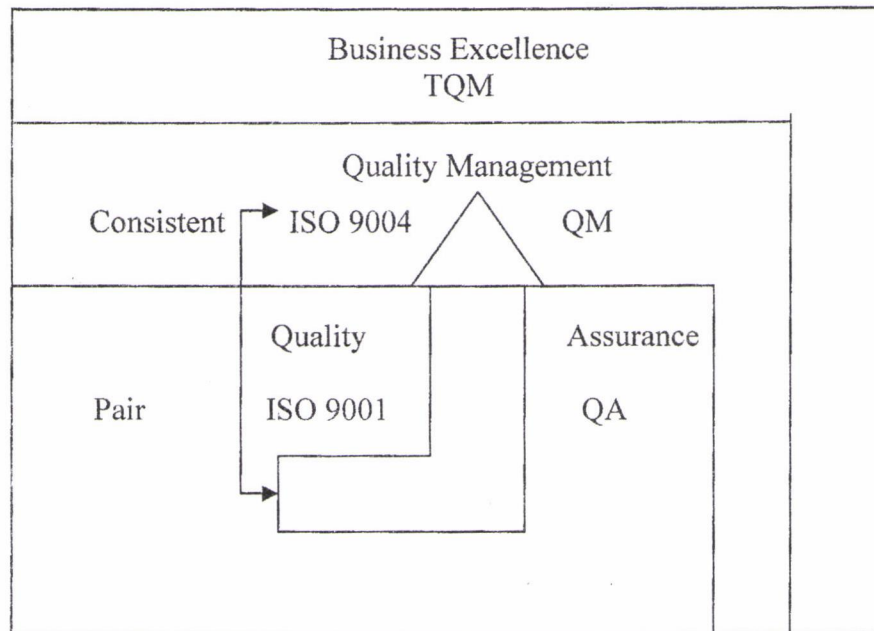 Business Excellence
TQM
Quality Management
Consistent ISO 9004 QM
Quality Assurance
Pair ISO 9001 QA